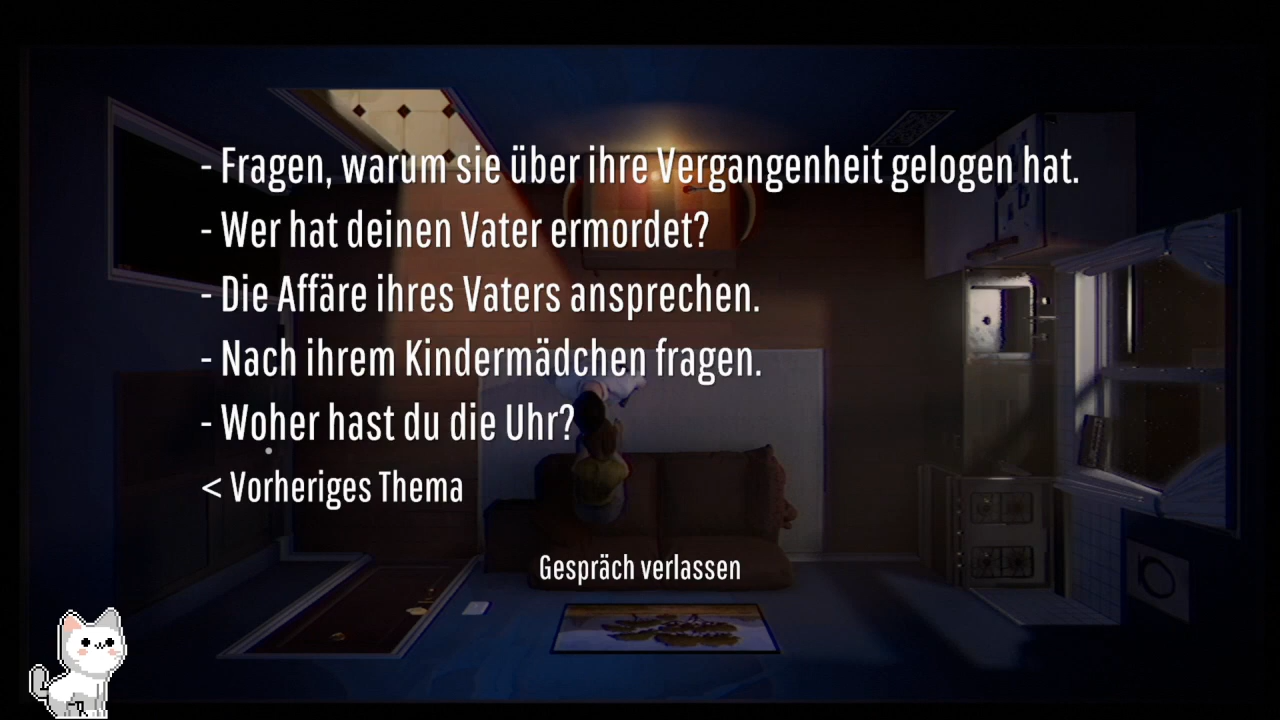 - Fragen, warum sie über ihre Vergangenheit gelogen hat.
- Wer hat deinen Vater ermordet?
- Die Affäre ihres Vaters ansprechen.
- Nach ihrem Kindermädchen fragen.
- Woher hast du die Uhr?
< Vorheriges Thema
Gespräch verlassen